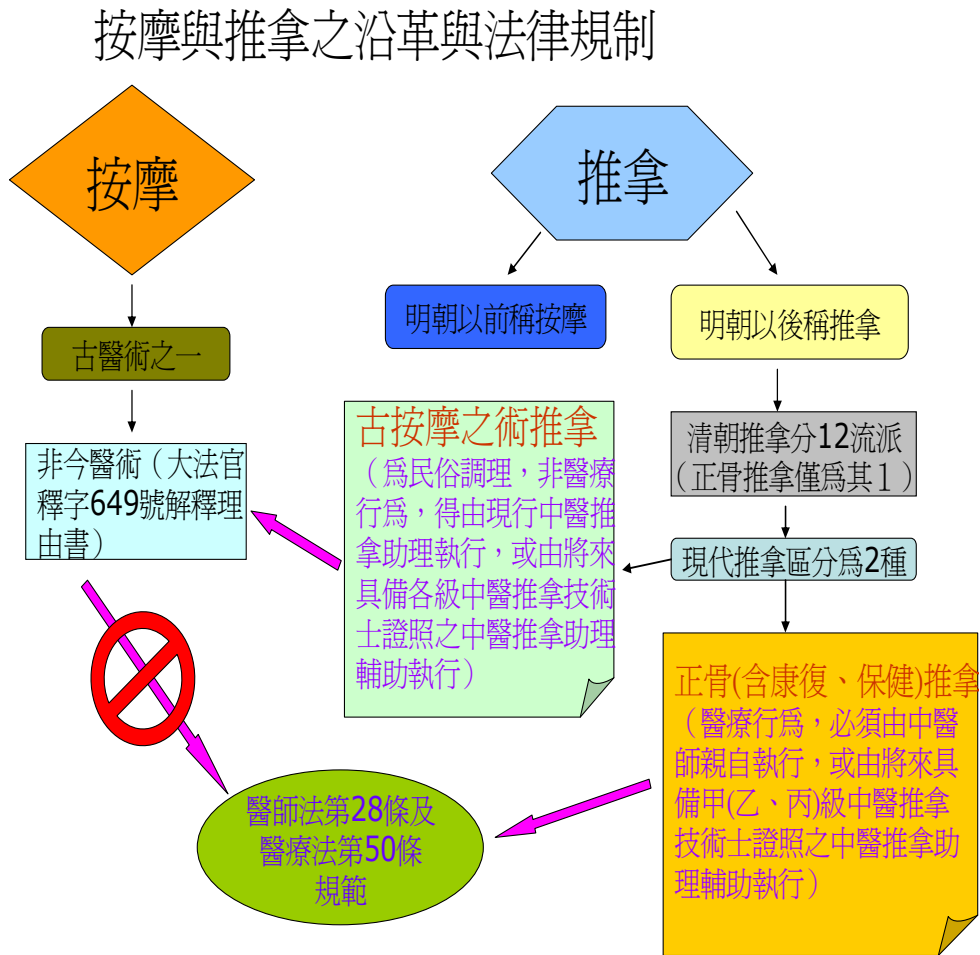 按摩與推拿之沿革與法律規制
按摩
推拿
明朝以前稱按摩
明朝以後稱推拿
古醫術之一
非今醫術（大法官
釋字649號解釋理
由書）
古按摩之術推拿
（為民俗調理，非醫療
行為，得由現行中醫推
拿助理執行，或由將來
具備各級中醫推拿技術
士證照之中醫推拿助理
輔助執行）
清朝推拿分12流派
（正骨推拿僅為其１）
現代推拿區分為2種
正骨(含康復、保健)推拿
（醫療行為，必須由中醫
師親自執行，或由將來具
備甲(乙、丙)級中醫推拿
技術士證照之中醫推拿助
理輔助執行）
醫師法第28條及
醫療法第50條
規範